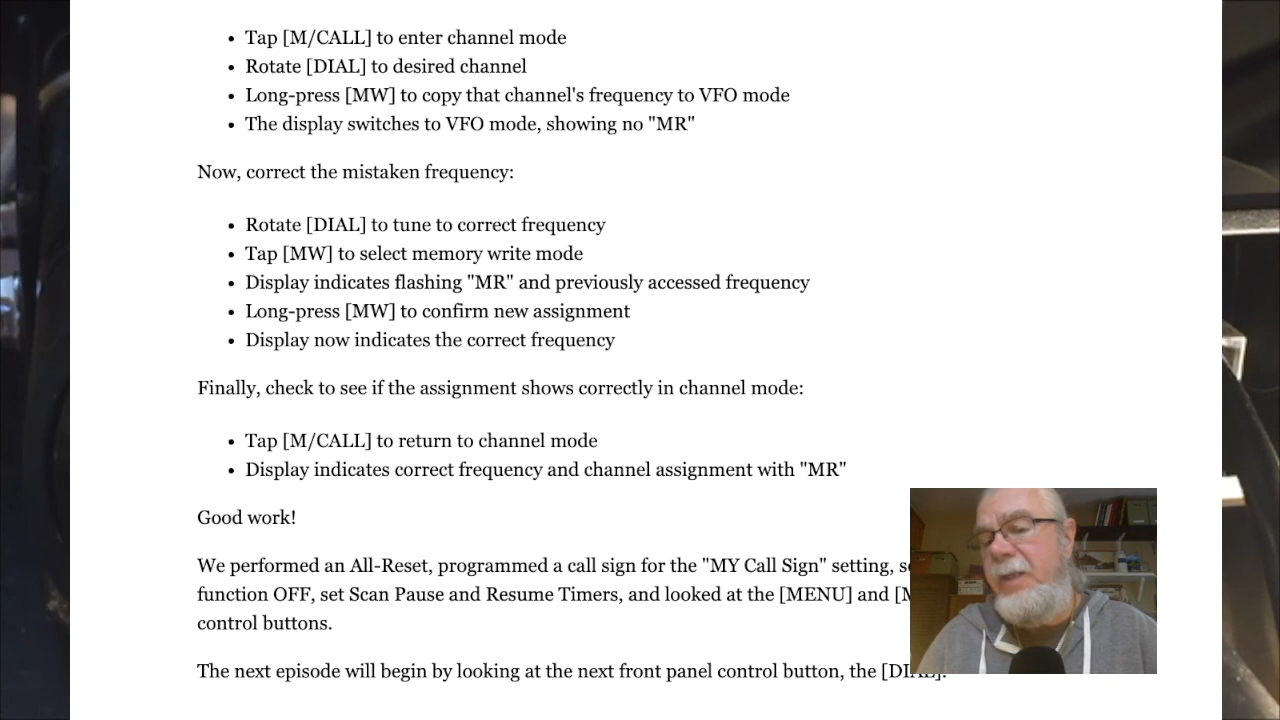 • Tap [M/CALL] to enter channel mode
• Rotate [DIAL] to desired channel
• Long-press [MW] to copy that channel's frequency to VFO mode
• The display switches to VFO mode, showing no "MR"
Now, correct the mistaken frequency:
• Rotate [DIAL] to tune to correct frequency
• Tap [MW] to select memory write mode
• Display indicates flashing "MR" and previously accessed frequency
• Long-press [MW] to confirm new assignment
• Display now indicates the correct frequency
Finally, check to see if the assignment shows correctly in channel mode:
• Tap [M/CALL] to return to channel mode
• Display indicates correct frequency and channel assignment with "MR"
Good work!
We performed an All-Reset, programmed a call sign for the "MY Call Sign" setting,
function OFF, set Scan Pause and Resume Timers, and looked at the [MENU] and
control buttons.
The next episode will begin by looking at the next front panel control button, the [DIAL].